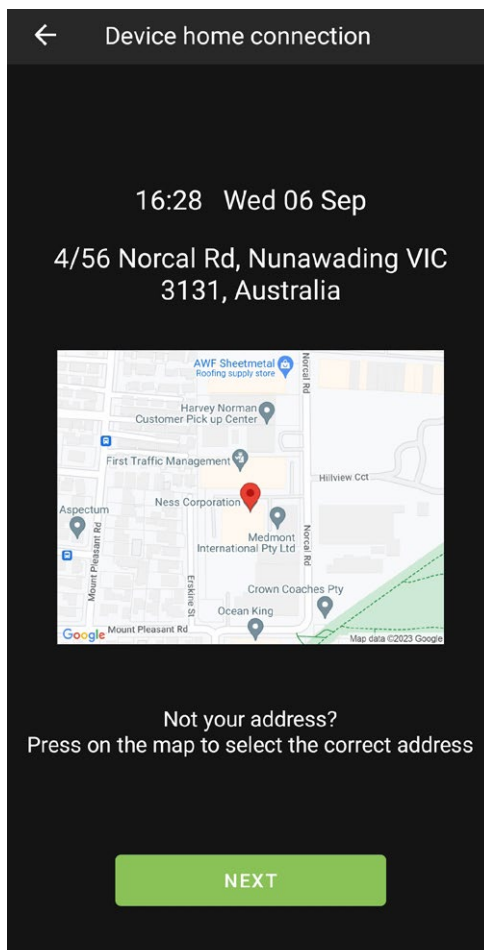 Device home connection
16:28 Wed 06 Sep
4/56 Norcal Rd, Nunawading VIC
3131, Australia
AWF Sheetmetal
Roofing supply store
Norcal Rd
Harvey Norman
Customer Pick up Center
First Traffic Management
Hillview Cct
Ness Corporation
Aspectum
Medmont
International Pty Ltd
Norcal Rd
Mount Pleasant Rd
Erskine St
Crown Coaches Pty
Ocean King
Mount Pleasant Rd
Google
Map data ©2023 Google
Not your address?
Press on the map to select the correct address
NEXT